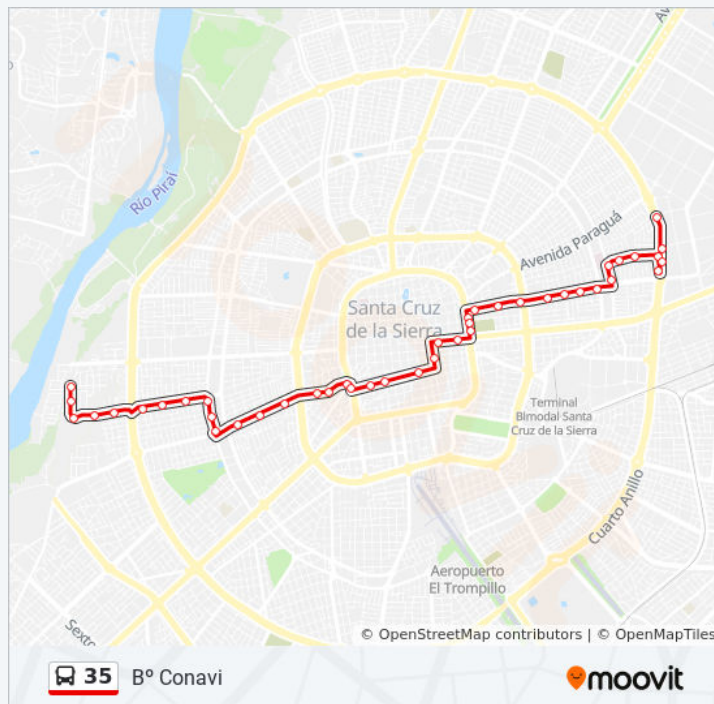 Río Piraí
Avenida Paraguá
Santa Cruz
de la Sierra
Terminal
Bimodal Santa
Cruz de la Sierra
Cuarto Anillo
Aeropuerto
El Trompillo
Sexto
Av
© OpenStreetMap contributors | © OpenMapTiles
35 Bº Conavi
moovit